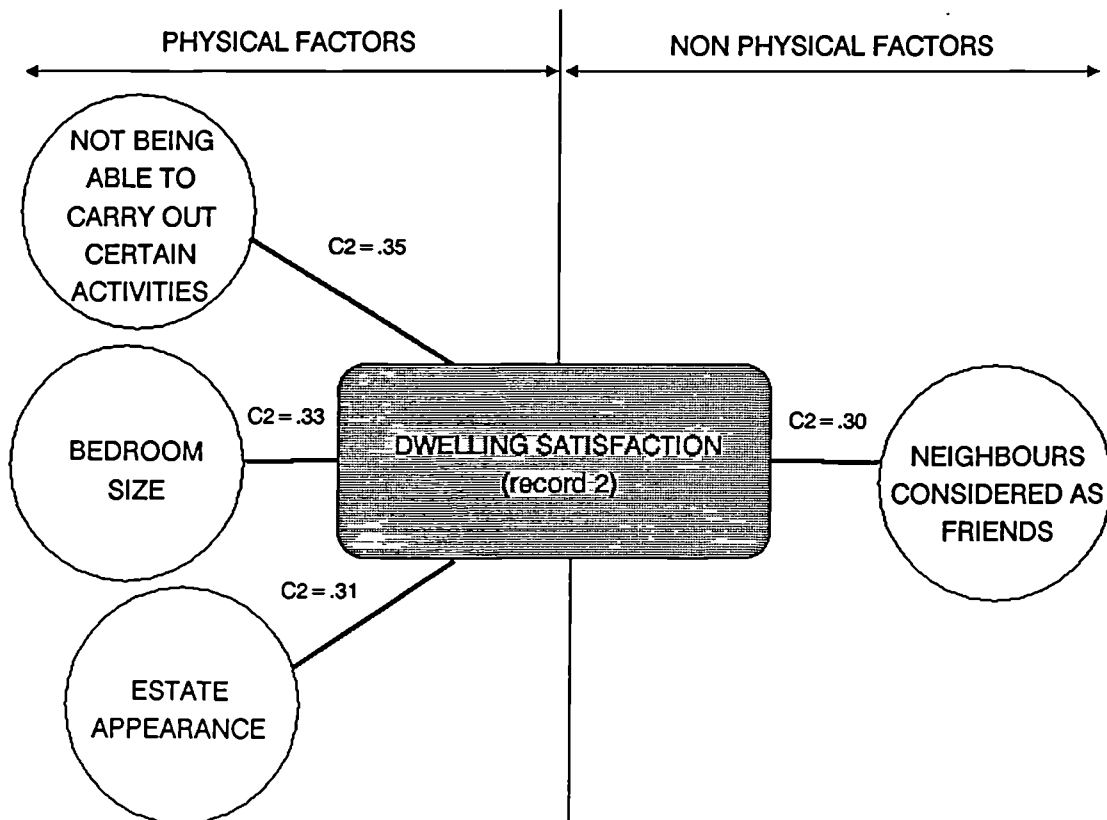 PHYSICAL FACTORS
NON PHYSICAL FACTORS
NOT BEING
ABLE TO
CARRY OUT
CERTAIN
ACTIVITIES
C2=.35
BEDROOM
SIZE
C2=.33
DWELLING SATISFACTION
(record 2)
C2=.30
NEIGHBOURS
CONSIDERED AS
FRIENDS
C2=.31
ESTATE
APPEARANCE